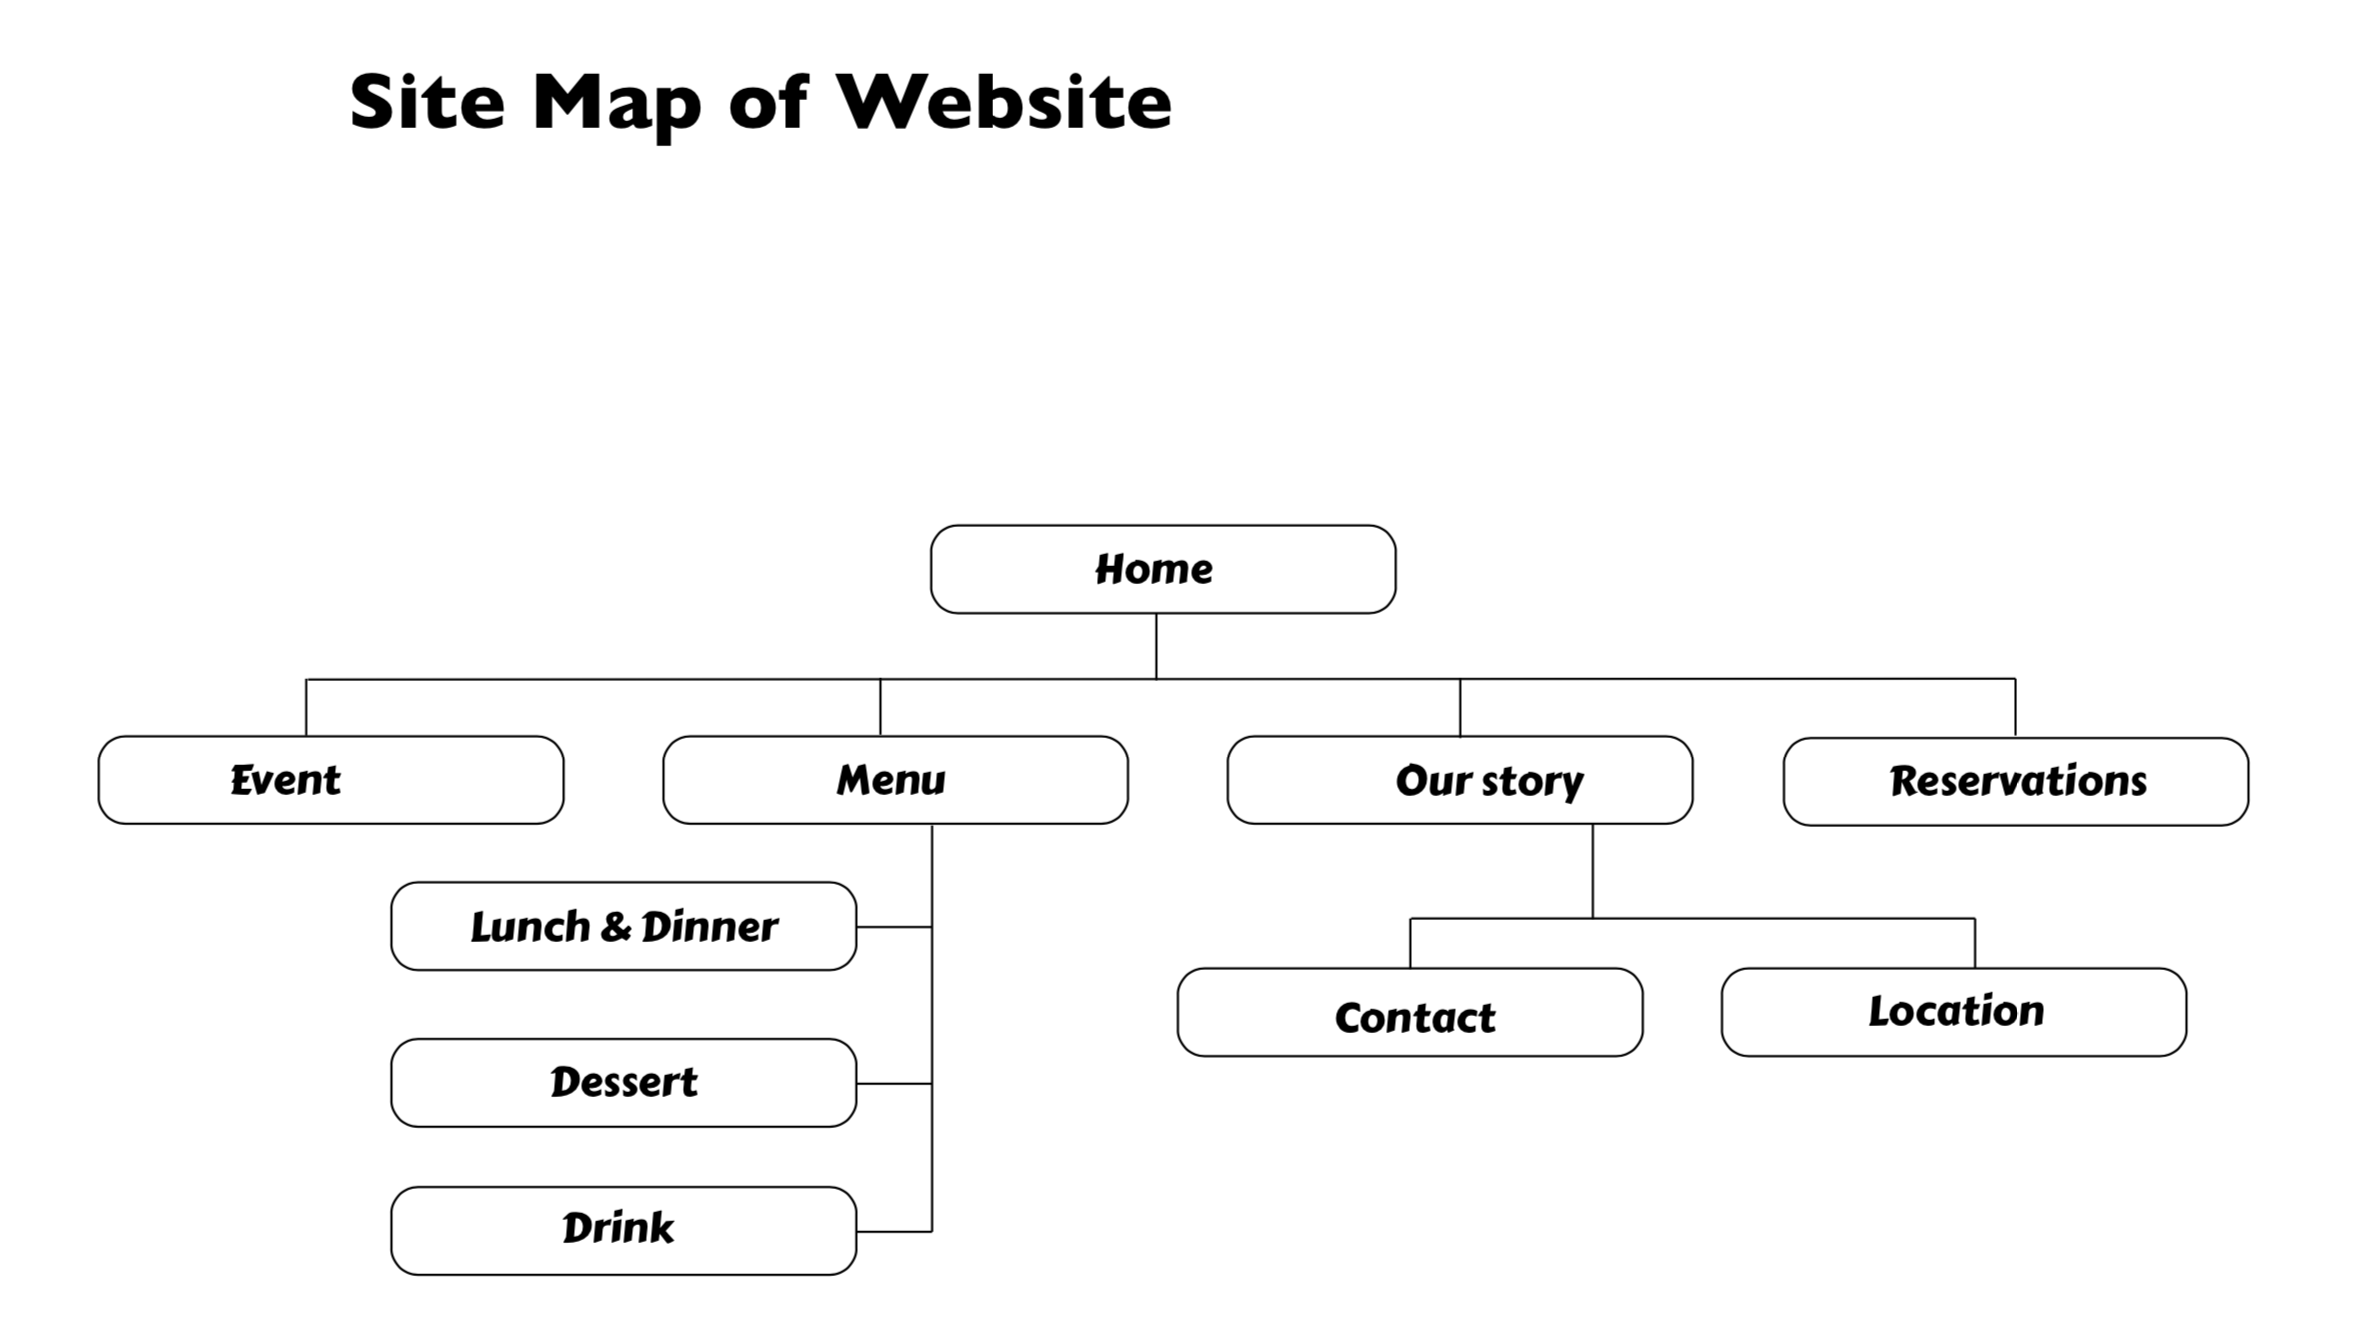 Site Map of Website
Home
Event
Menu
Our story
Reservations
Lunch & Dinner
Dessert
Drink
Contact
Location